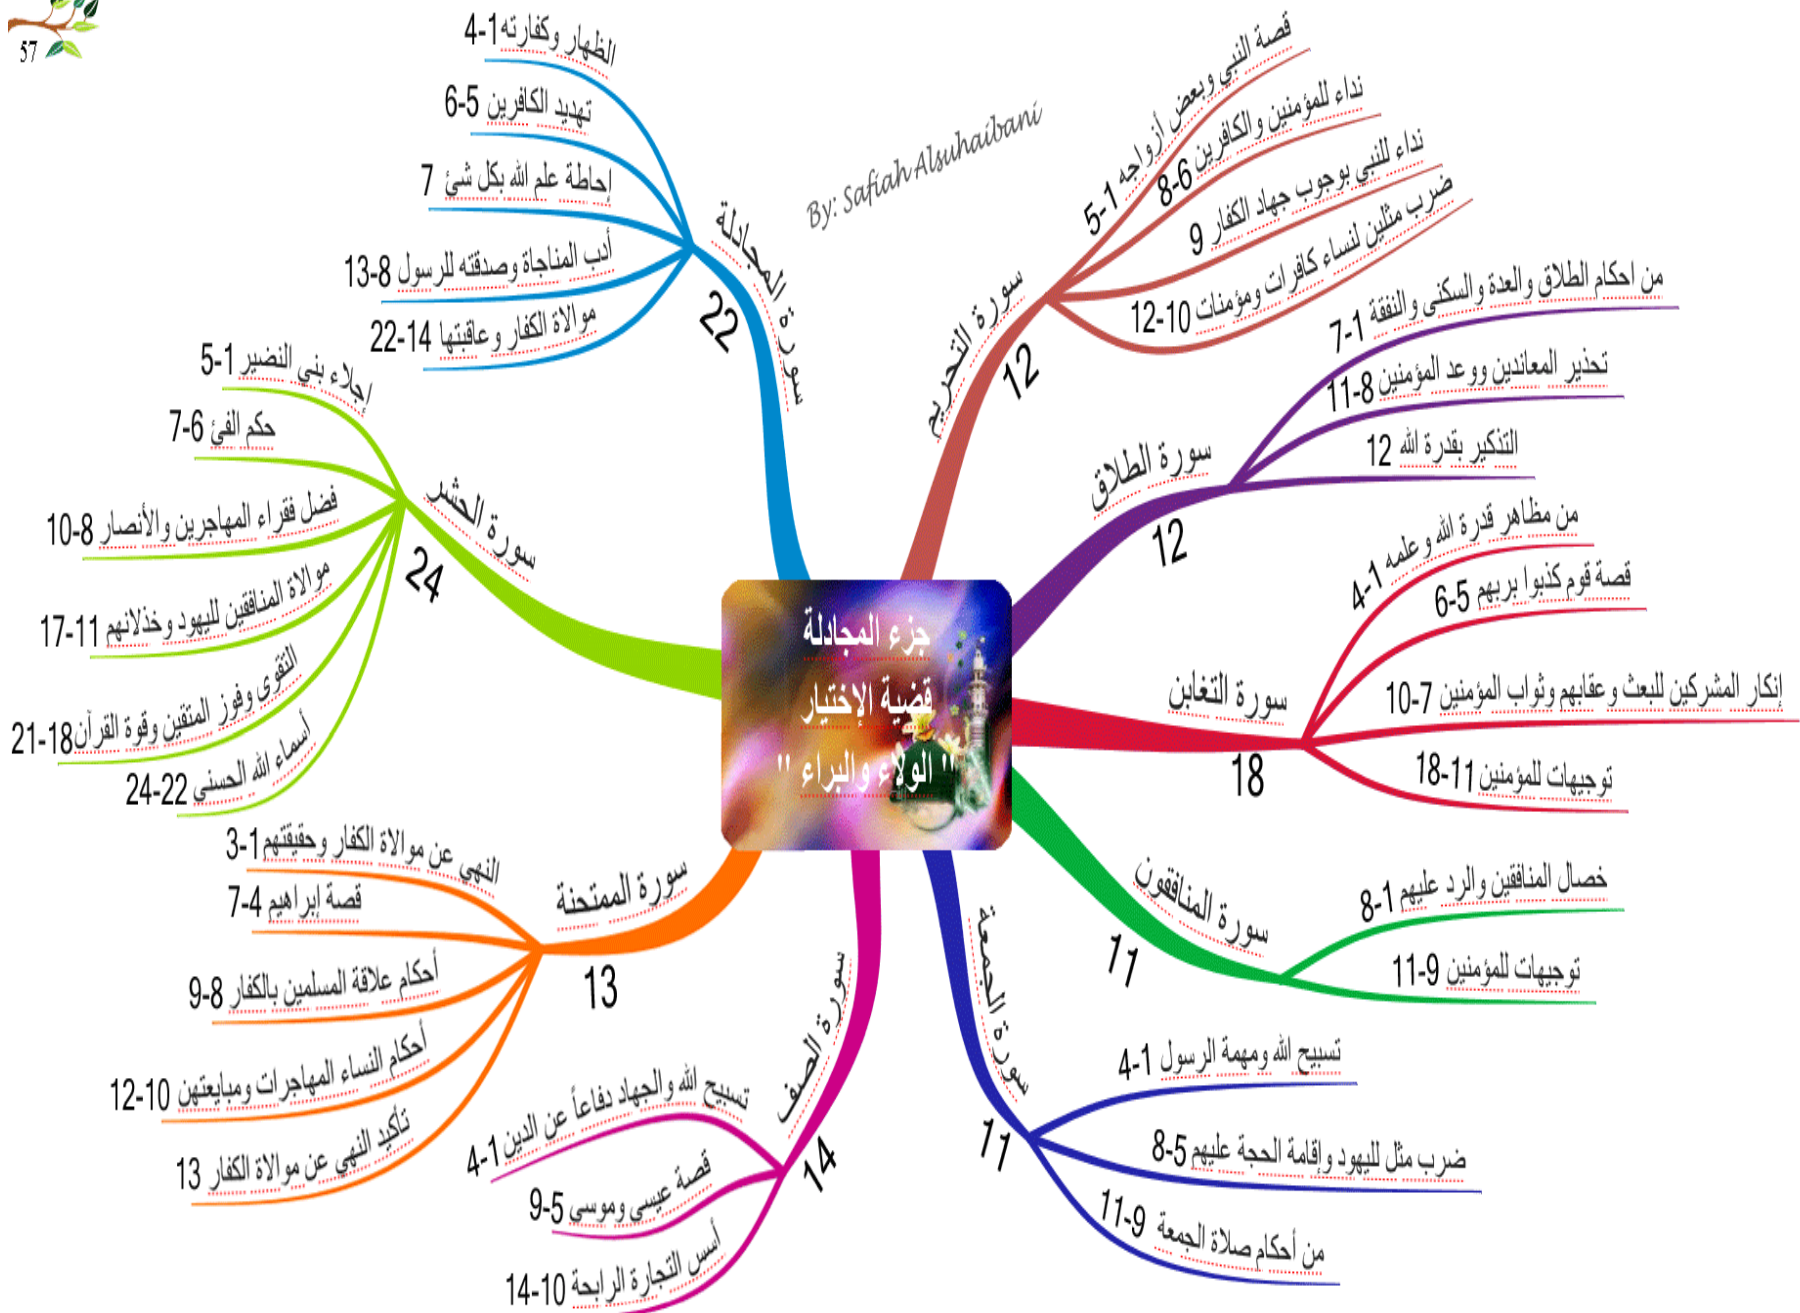 57
By: Safiah Alsuhaibani
جزء المجادلة
قضية الإختيار
" الولاء والبراء "
سورة التحريم
12
قصة النبي وبعض أزواجه 1-5
نداء للمؤمنين والكافرين 6-8
نداء للنبي بوجوب جهاد الكفار 9
ضرب مثلين لنساء كافرات ومؤمنات 10-12
سورة الطلاق
12
من احكام الطلاق والعدة والسكنى والنفقة 1-7
تحذير المعاندين ووعد المؤمنين 8-11
التذكير بقدرة الله 12
سورة التغابن
18
من مظاهر قدرة الله وعلمه 1-4
قصة قوم كذبوا بربهم 5-6
إنكار المشركين للبعث وعقابهم وثواب المؤمنين 7-10
توجيهات للمؤمنين 11-18
سورة المنافقون
11
خصال المنافقين والرد عليهم 1-8
توجيهات للمؤمنين 9-11
سورة الجمعة
11
تسبيح الله ومهمة الرسول 1-4
ضرب مثل لليهود وإقامة الحجة عليهم 5-8
من أحكام صلاة الجمعة 9-11
سورة الصف
14
تسبيح الله والجهاد دفاعاً عن الدين 1-4
قصة عيسى وموسى 5-9
أسس التجارة الرابحة 10-14
سورة الممتحنة
13
النهي عن موالاة الكفار وحقيقتهم 1-3
قصة إبراهيم 4-7
أحكام علاقة المسلمين بالكفار 8-9
أحكام النساء المهاجرات ومبايعتهن 10-12
تأكيد النهي عن موالاة الكفار 13
سورة الحشر
24
إجلاء بني النضير 1-5
حكم الفئ 6-7
فضل فقراء المهاجرين والأنصار 8-10
موالاة المنافقين لليهود وخذلانهم 11-17
التقوى وفوز المتقين وقوة القرآن 18-21
أسماء الله الحسنى 22-24
سورة المجادلة
22
الظهار وكفارته 1-4
تهديد الكافرين 5-6
إحاطة علم الله بكل شئ 7
أدب المناجاة وصدقته للرسول 8-13
موالاة الكفار وعاقبتها 14-22